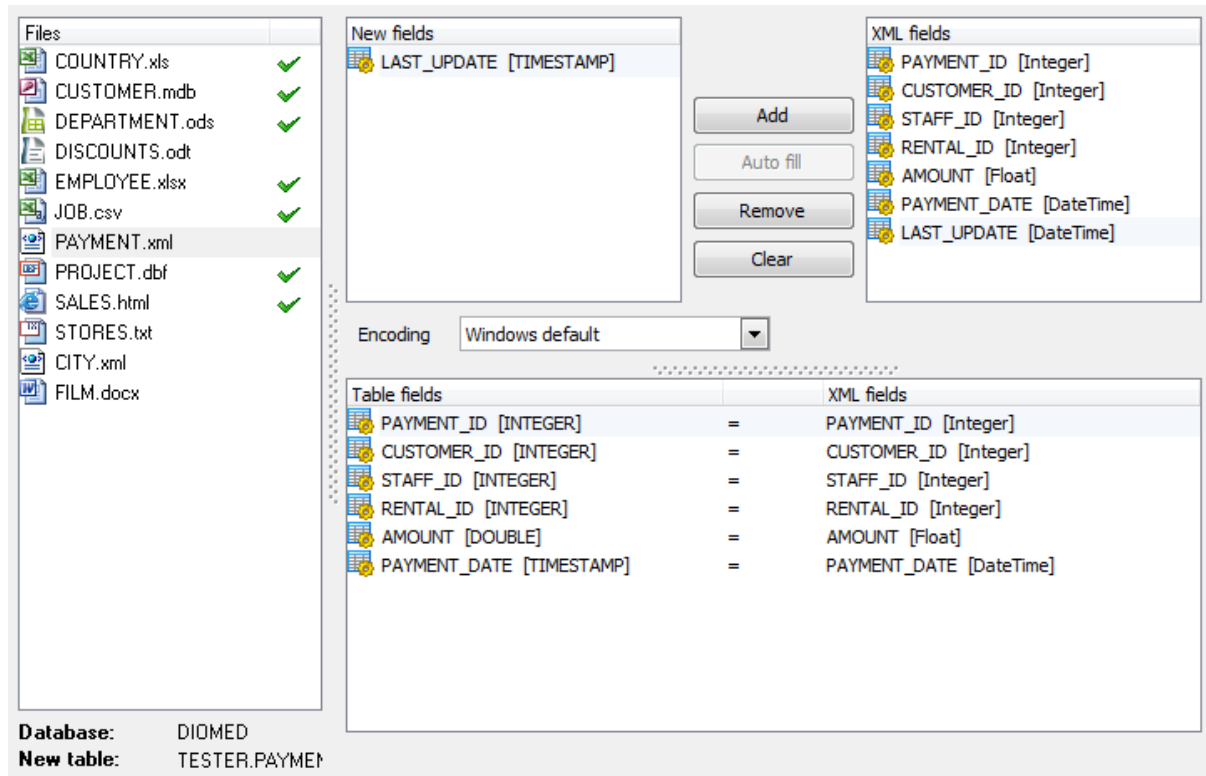 Files
COUNTRY.xls
CUSTOMER.mdb
DEPARTMENT.ods
DISCOUNTS.odt
EMPLOYEE.xlsx
JOB.csv
PAYMENT.xml
PROJECT.dbf
SALES.html
STORES.txt
CITY.xml
FILM.docx
Database: DIOMED
New table: TESTER.PAYMEN
New fields
LAST_UPDATE [TIMESTAMP]
Add
Auto fill
Remove
Clear
XML fields
PAYMENT_ID [Integer]
CUSTOMER_ID [Integer]
STAFF_ID [Integer]
RENTAL_ID [Integer]
AMOUNT [Float]
PAYMENT_DATE [DateTime]
LAST_UPDATE [DateTime]
Encoding Windows default
Table fields XML fields
PAYMENT_ID [INTEGER] = PAYMENT_ID [Integer]
CUSTOMER_ID [INTEGER] = CUSTOMER_ID [Integer]
STAFF_ID [INTEGER] = STAFF_ID [Integer]
RENTAL_ID [INTEGER] = RENTAL_ID [Integer]
AMOUNT [DOUBLE] = AMOUNT [Float]
PAYMENT_DATE [TIMESTAMP] = PAYMENT_DATE [DateTime]